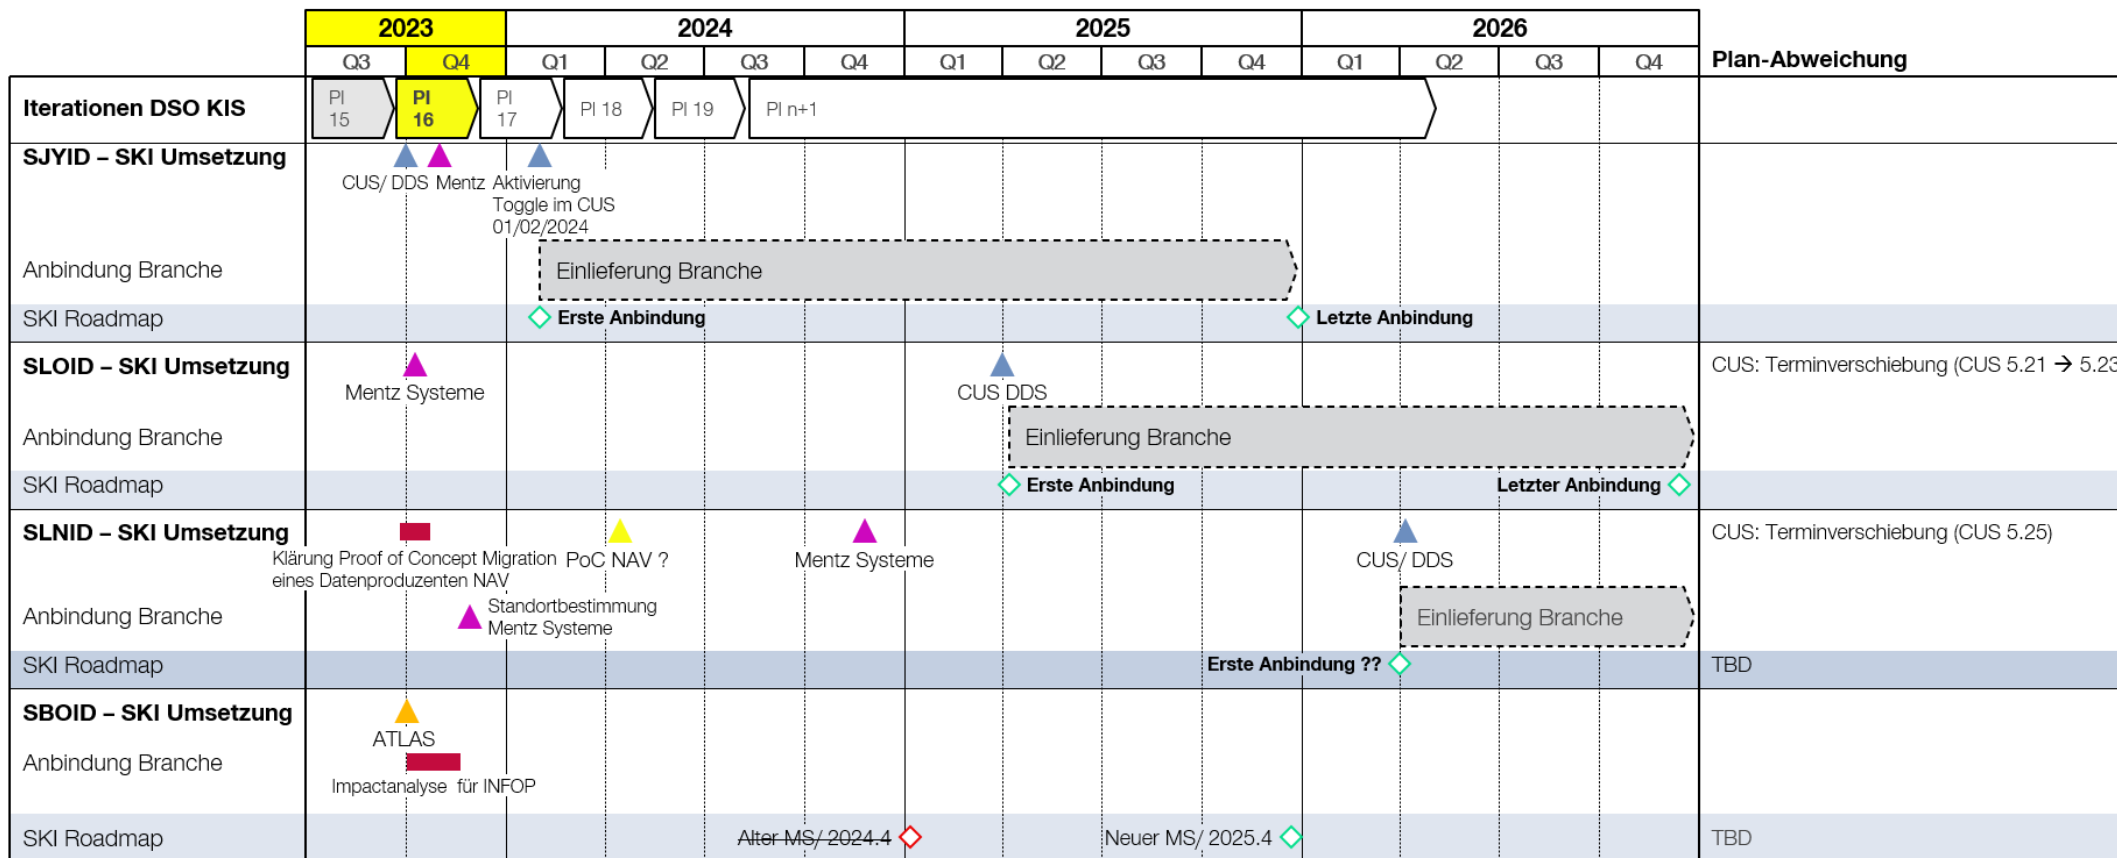 2023 2024 2025 2026
Q3 Q4 Q1 Q2 Q3 Q4 Q1 Q2 Q3 Q4 Q1 Q2 Q3 Q4 Plan-Abweichung
Iterationen DSO KIS
PI
15
PI
16
PI
17
PI 18
PI 19
PI n+1
SJYID – SKI Umsetzung
CUS/ DDS
Mentz
Aktivierung
Toggle im CUS
01/02/2024
Anbindung Branche
Einlieferung Branche
SKI Roadmap
Erste Anbindung
Letzte Anbindung
SLOID – SKI Umsetzung
Mentz Systeme
CUS DDS
CUS: Terminverschiebung (CUS 5.21 → 5.23
Anbindung Branche
Einlieferung Branche
SKI Roadmap
Erste Anbindung
Letzter Anbindung
SLNID – SKI Umsetzung
Klärung Proof of Concept Migration
eines Datenproduzenten NAV
PoC NAV ?
Mentz Systeme
CUS/ DDS
CUS: Terminverschiebung (CUS 5.25)
Anbindung Branche
Standortbestimmung
Mentz Systeme
Einlieferung Branche
SKI Roadmap
Erste Anbindung ??
TBD
SBOID – SKI Umsetzung
ATLAS
Anbindung Branche
Impactanalyse für INFOP
SKI Roadmap
Alter MS/ 2024.4
Neuer MS/ 2025.4
TBD